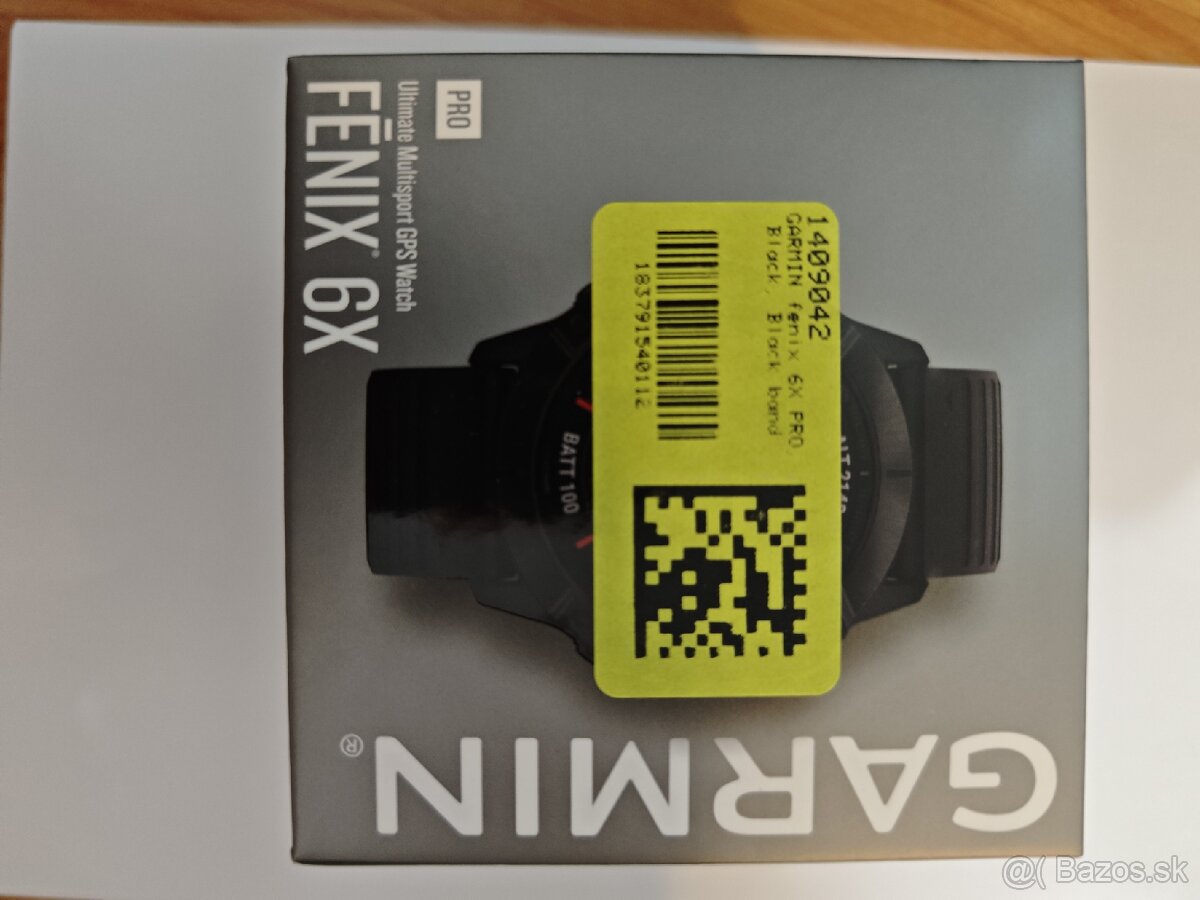 GARMIN®
1409042
GARMIN fenix 6X PRO
Black, Black band
183791540112
BATT 100
PRO
Ultimate Multisport GPS Watch
FĒNIX® 6X
@( Bazos.sk